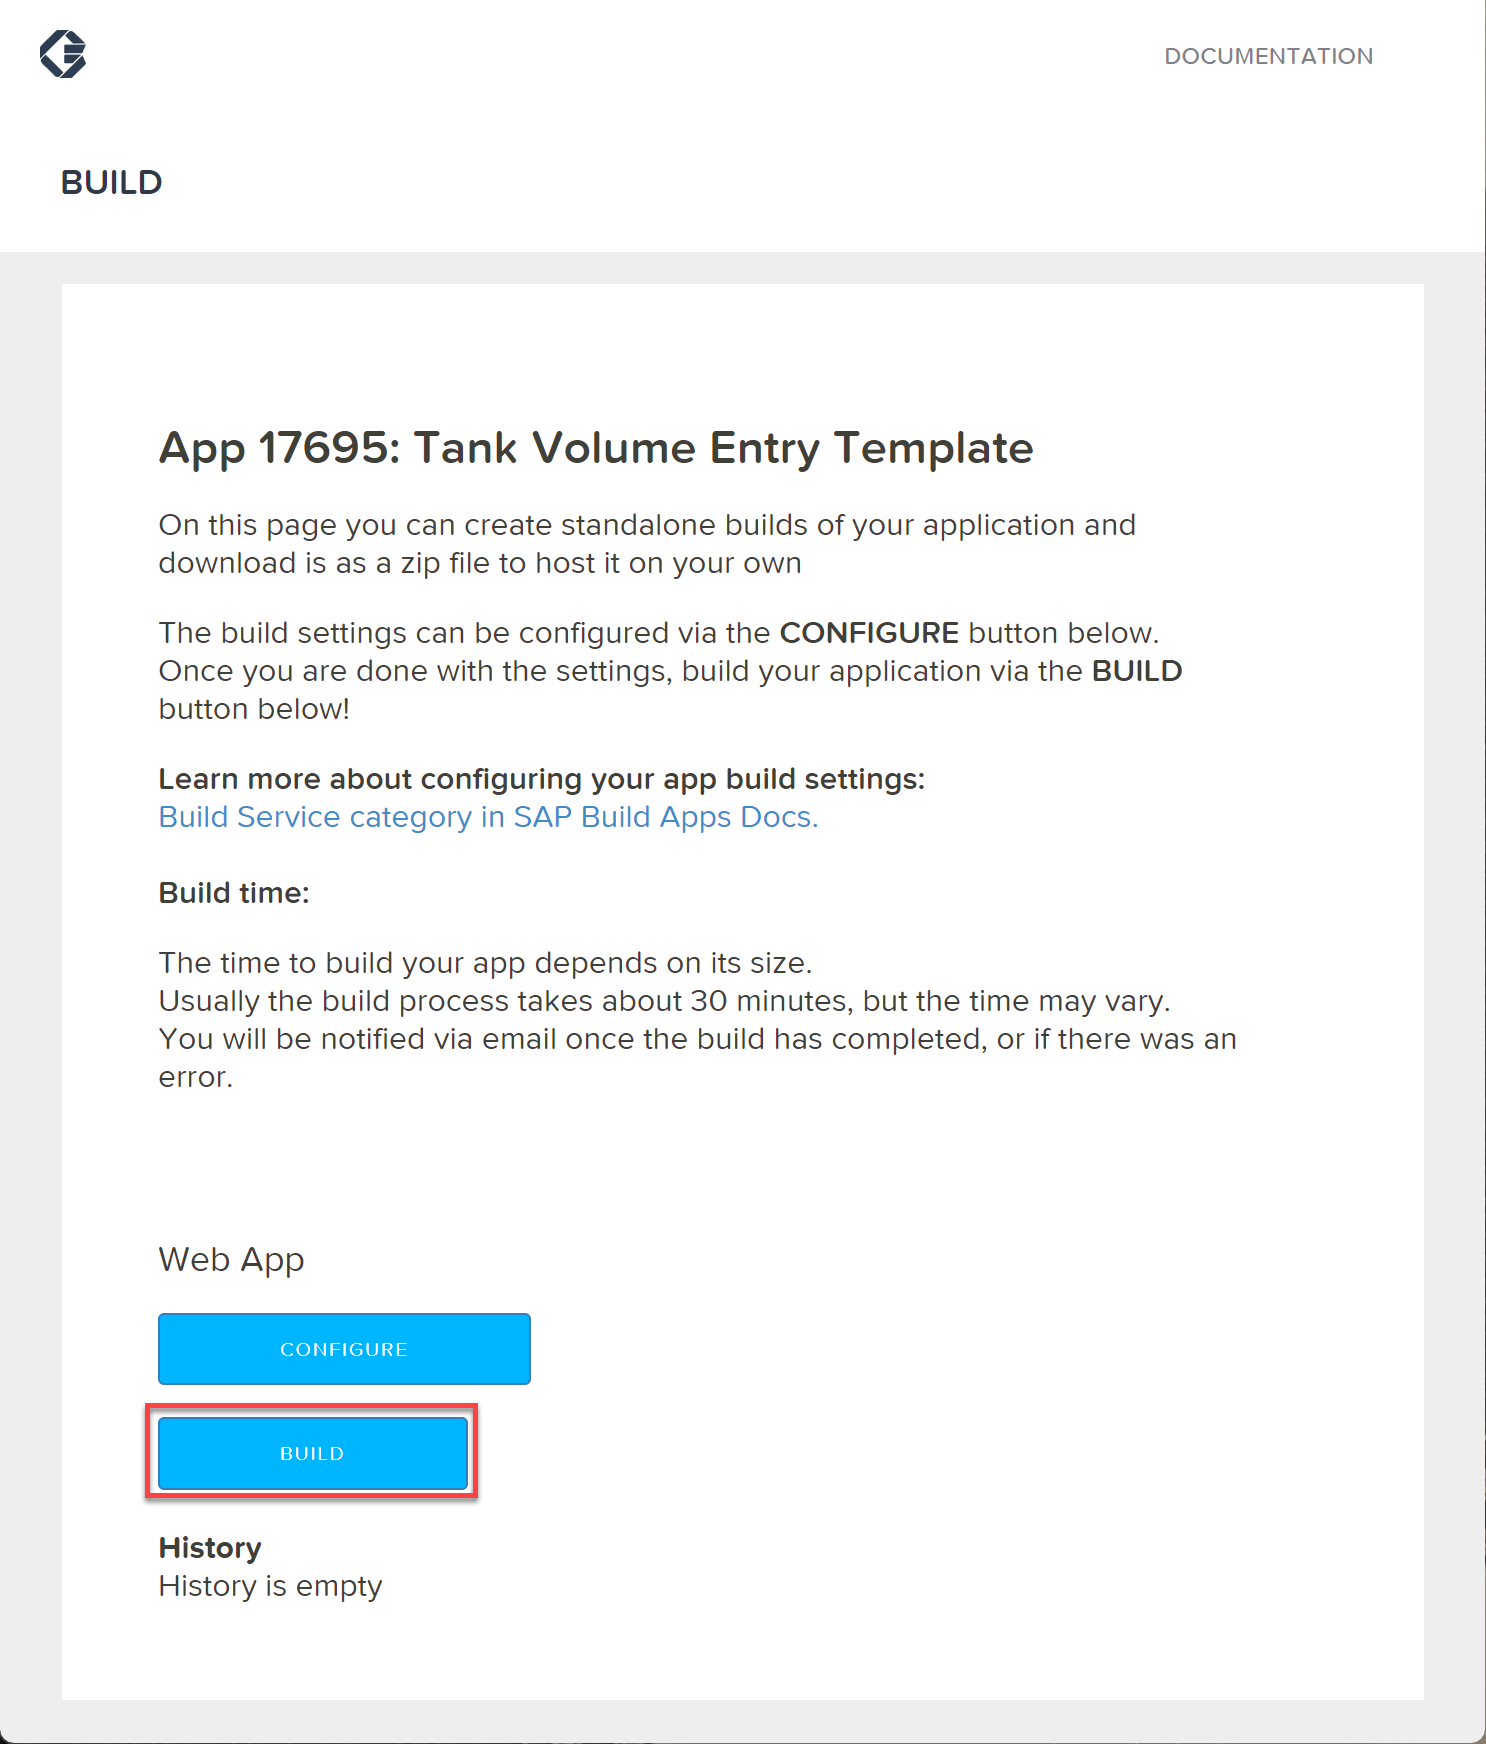 DOCUMENTATION
BUILD
App 17695: Tank Volume Entry Template
On this page you can create standalone builds of your application and
download is as a zip file to host it on your own
The build settings can be configured via the CONFIGURE button below.
Once you are done with the settings, build your application via the BUILD
button below!
Learn more about configuring your app build settings:
Build Service category in SAP Build Apps Docs.
Build time:
The time to build your app depends on its size.
Usually the build process takes about 30 minutes, but the time may vary.
You will be notified via email once the build has completed, or if there was an
error.
Web App
CONFIGURE
BUILD
History
History is empty